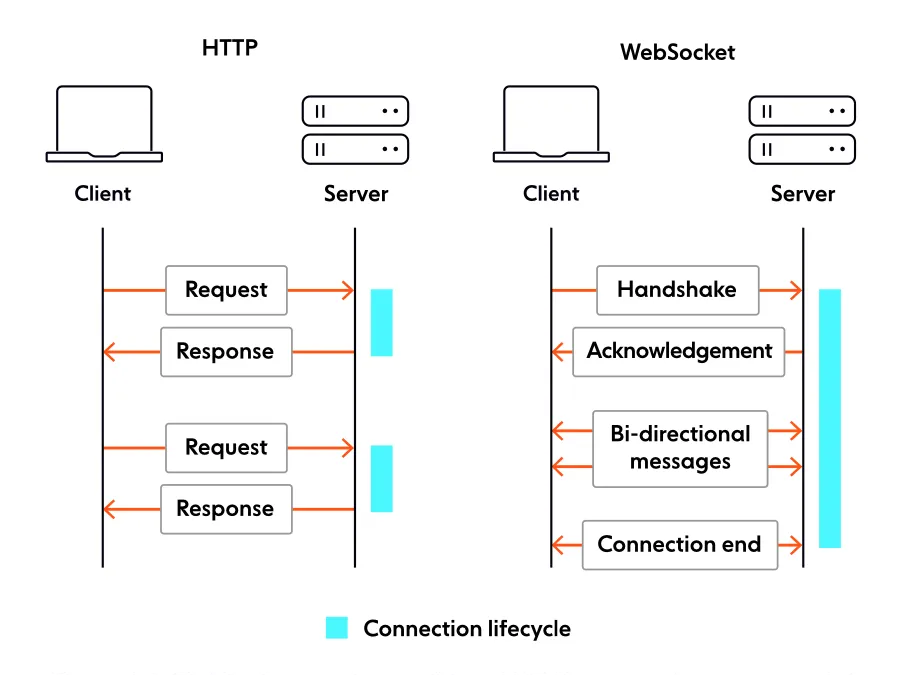 HTTP
WebSocket
Client
Server
Client
Server
Request
Response
Request
Response
Handshake
Acknowledgement
Bi-directional
messages
Connection end
Connection lifecycle